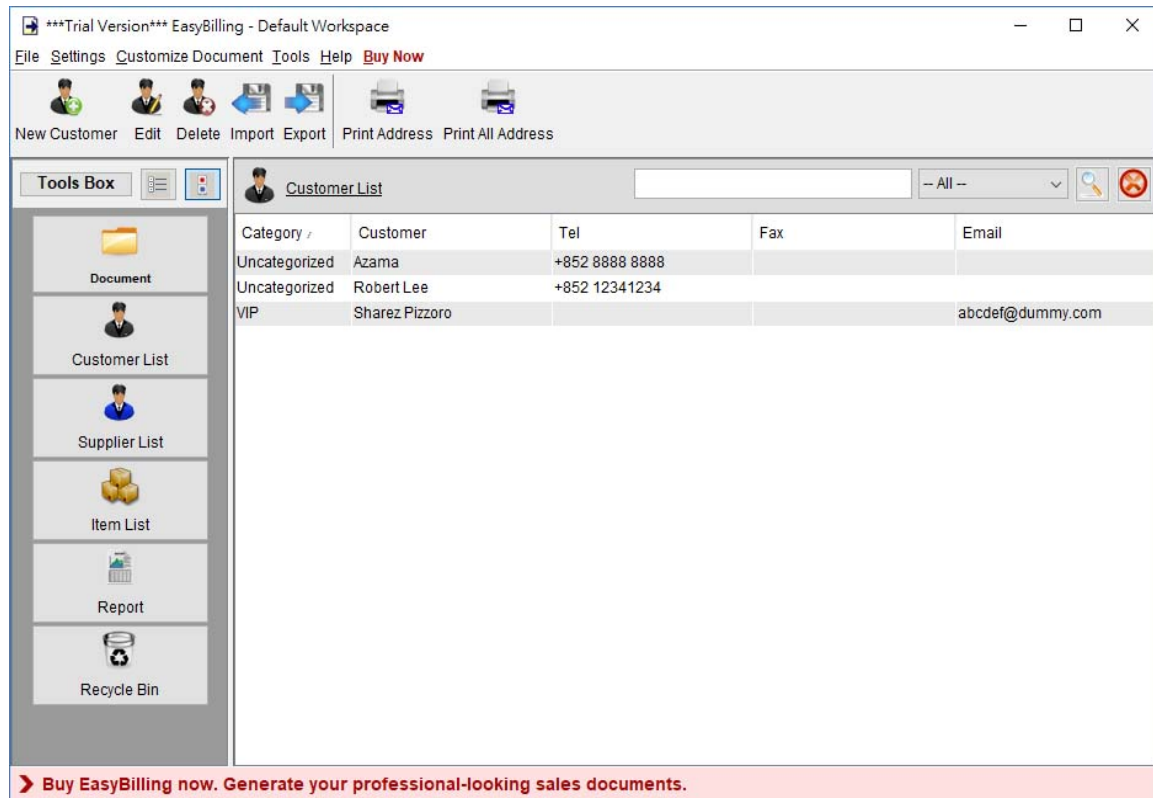 ***Trial Version*** EasyBilling - Default Workspace
File Settings Customize Document Tools Help Buy Now
New Customer Edit Delete Import Export Print Address Print All Address
Tools Box
Customer List
-- All --
Category Customer Tel Fax Email
Uncategorized Azama +852 8888 8888
Uncategorized Robert Lee +852 12341234
VIP Sharez Pizzoro abcdef@dummy.com
Document
Customer List
Supplier List
Item List
Report
Recycle Bin
Buy EasyBilling now. Generate your professional-looking sales documents.